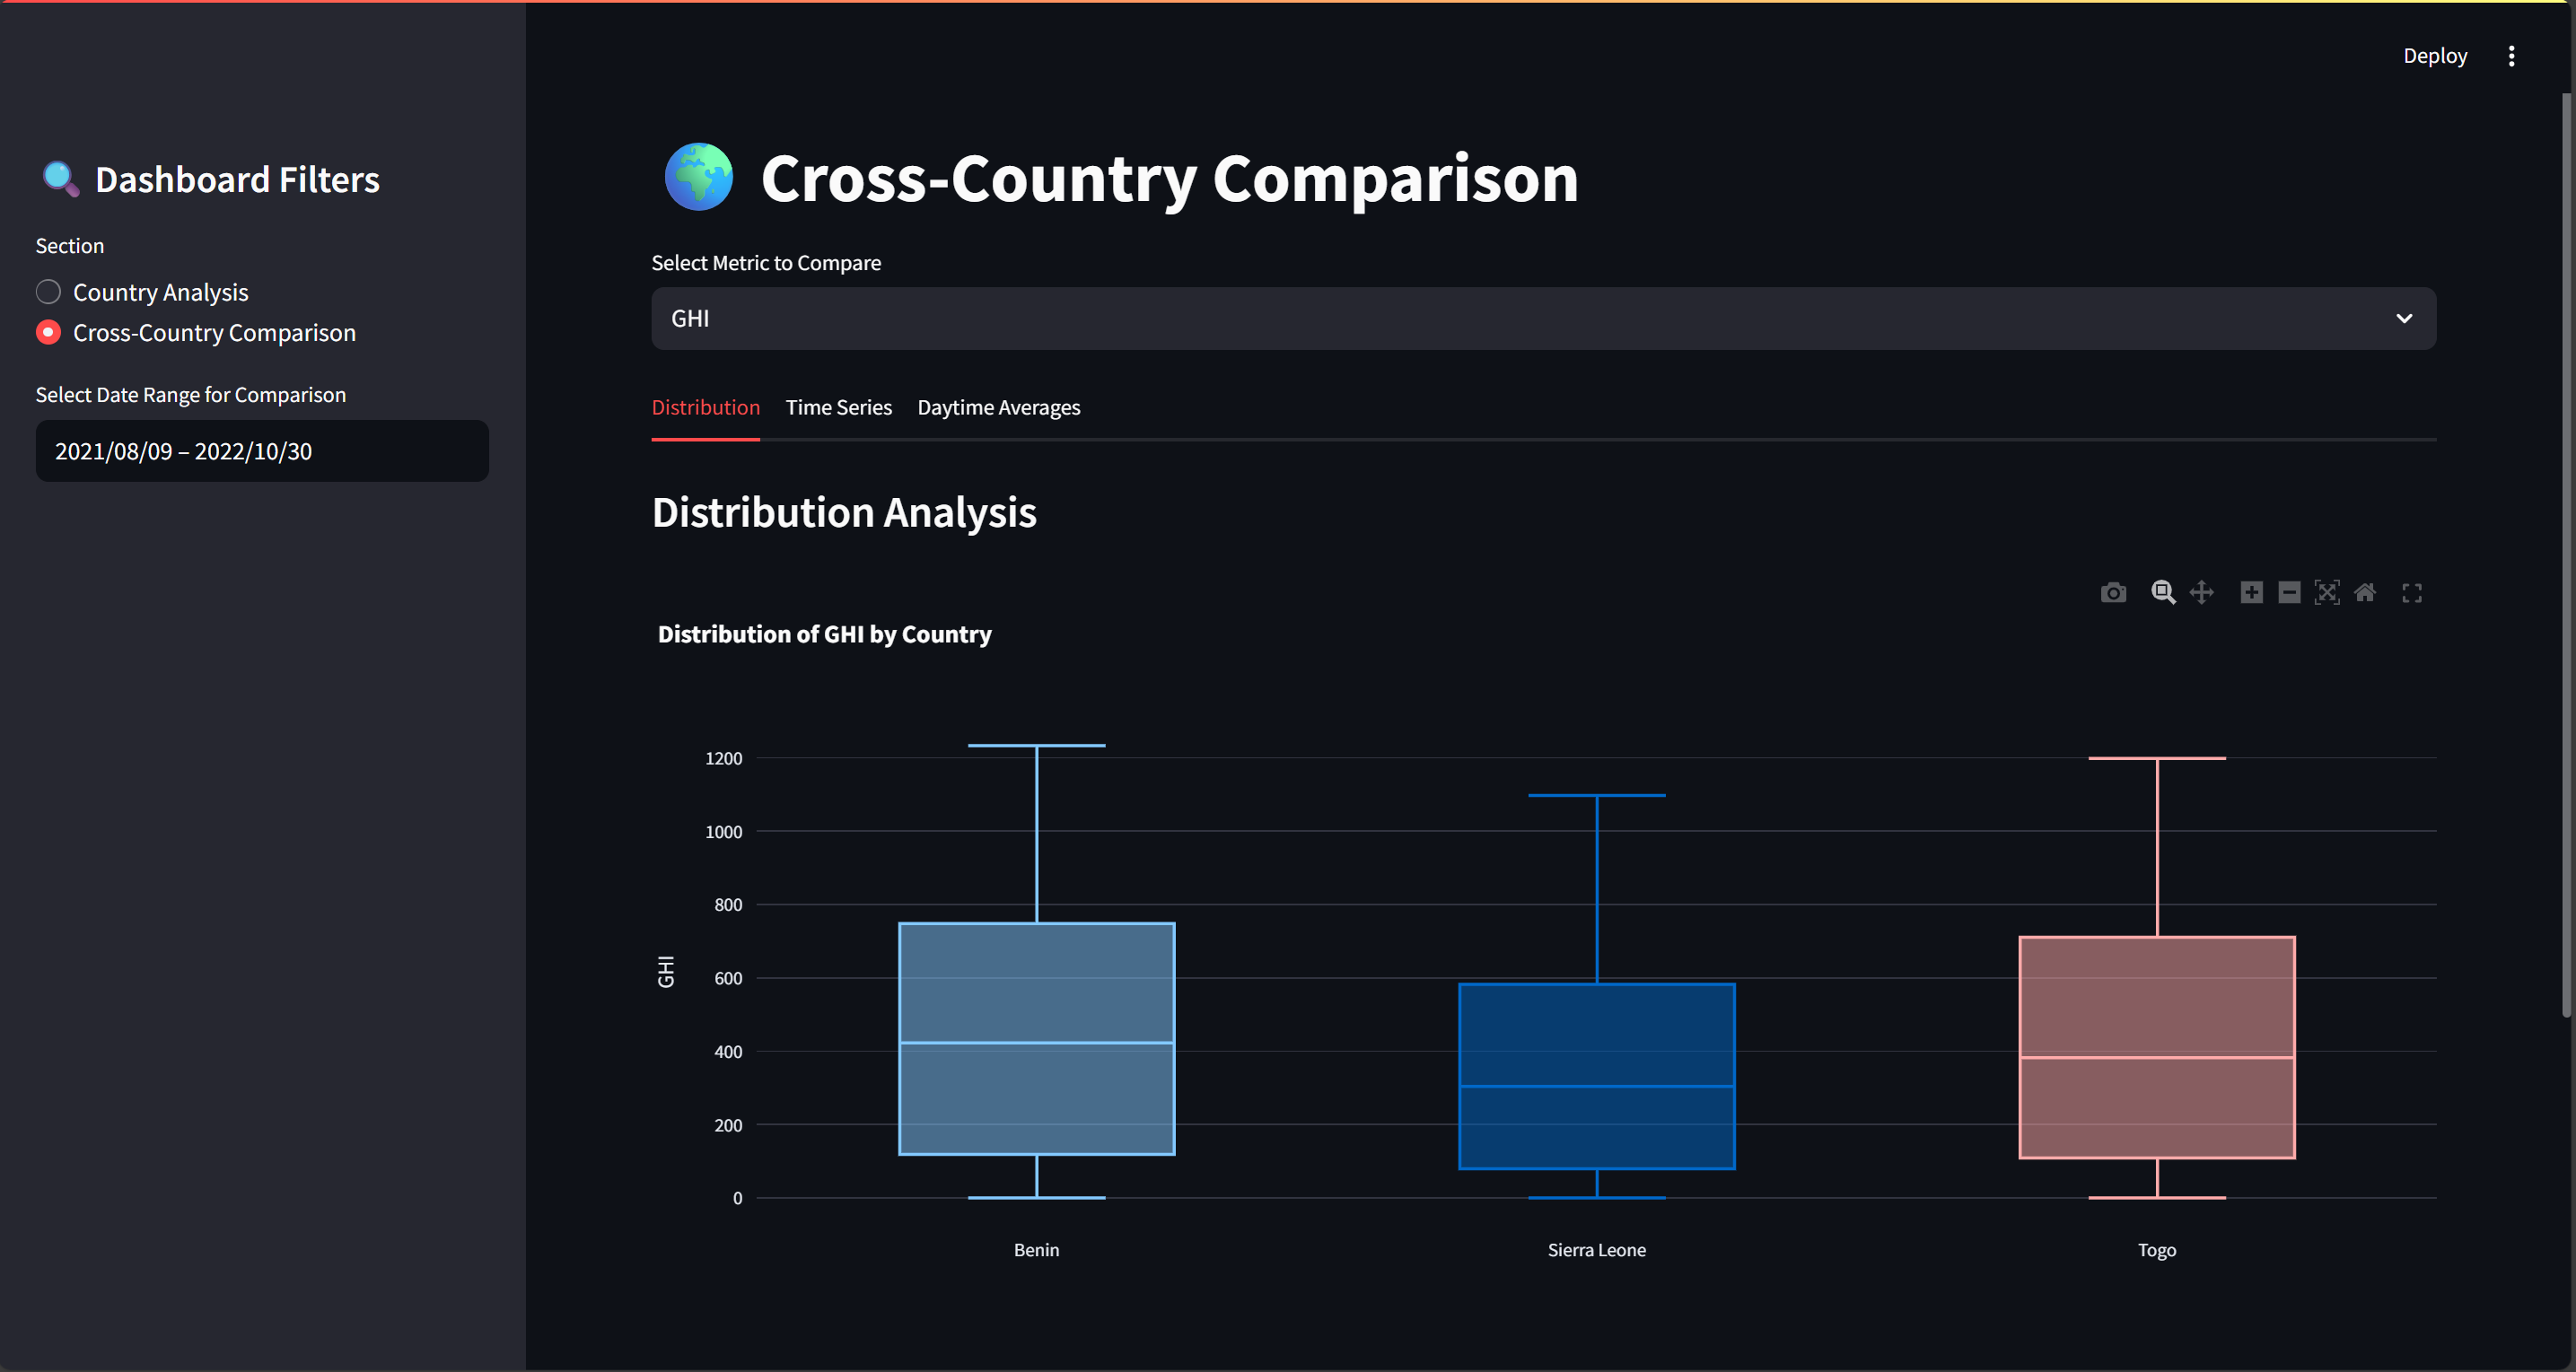 Deploy
Dashboard Filters
Section
Country Analysis
Cross-Country Comparison
Select Date Range for Comparison
2021/08/09 – 2022/10/30
Cross-Country Comparison
Select Metric to Compare
GHI
Distribution Time Series Daytime Averages
Distribution Analysis
Distribution of GHI by Country
GHI
1200
1000
800
600
400
200
0
Benin Sierra Leone Togo